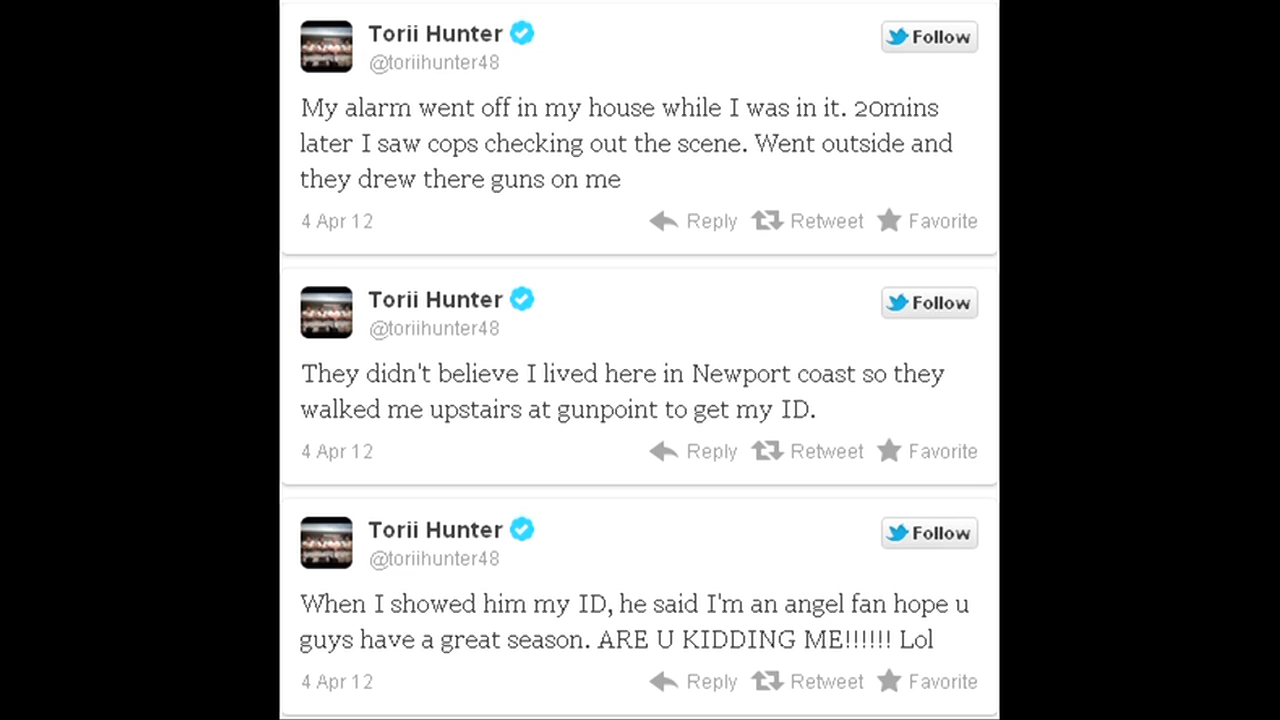 Torii Hunter
Follow
@toriihunter48
My alarm went off in my house while I was in it. 20mins
later I saw cops checking out the scene. Went outside and
they drew there guns on me
4 Apr 12
Reply
Retweet
Favorite
Torii Hunter
Follow
@toriihunter48
They didn't believe I lived here in Newport coast so they
walked me upstairs at gunpoint to get my ID.
4 Apr 12
Reply
Retweet
Favorite
Torii Hunter
Follow
@toriihunter48
When I showed him my ID, he said I'm an angel fan hope u
guys have a great season. ARE U KIDDING ME!!!!!! Lol
4 Apr 12
Reply
Retweet
Favorite